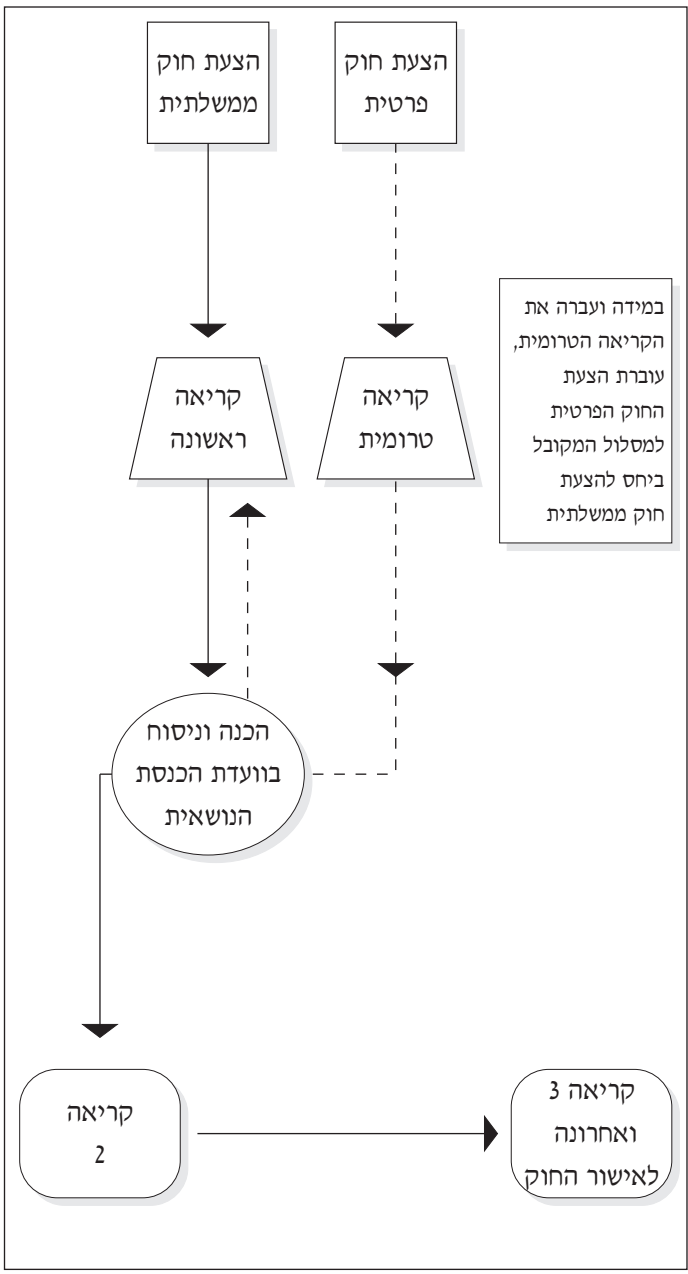 הצעת חוק
פרטית
הצעת חוק
ממשלתית
במידה ועברה את
הקריאה הטרומית,
עוברת הצעת
החוק הפרטית
למסלול המקובל
ביחס להצעת
חוק ממשלתית
קריאה
טרומית
קריאה
ראשונה
הכנה וניסוח
בוועדת הכנסת
הנושאית
קריאה
2
קריאה 3
ואחרונה
לאישור החוק